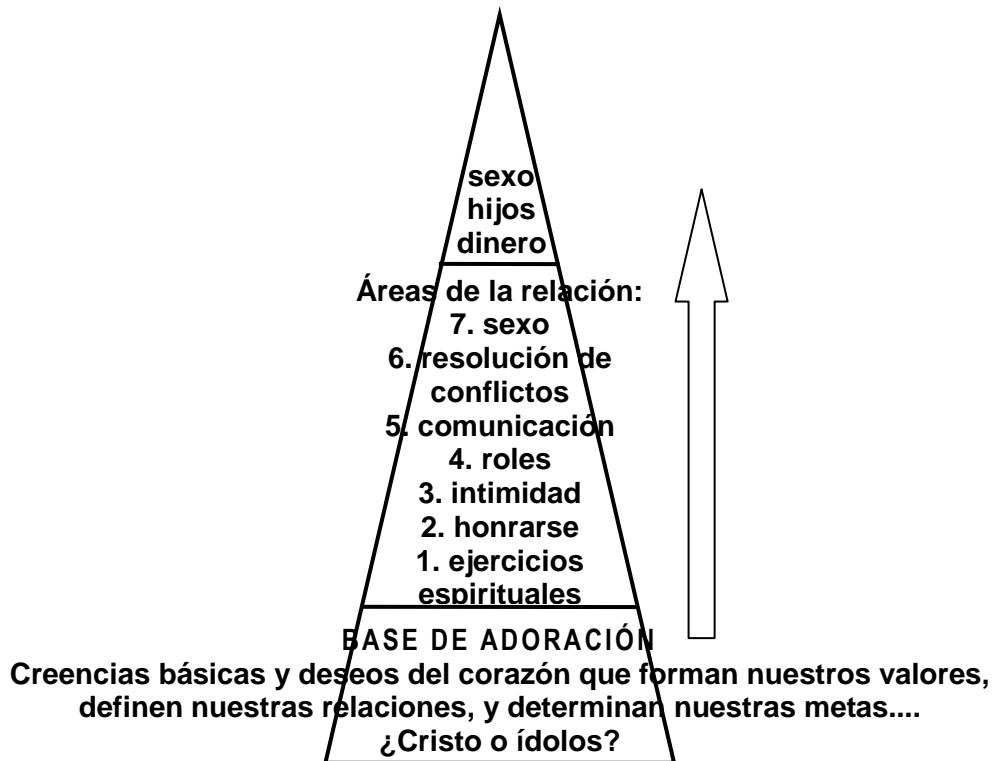 sexo
hijos
dinero
Áreas de la relación:
7. sexo
6. resolución de
conflictos
5. comunicación
4. roles
3. intimidad
2. honrarse
1. ejercicios
espirituales
BASE DE ADORACIÓN
Creencias básicas y deseos del corazón que forman nuestros valores,
definen nuestras relaciones, y determinan nuestras metas....
¿Cristo o ídolos?